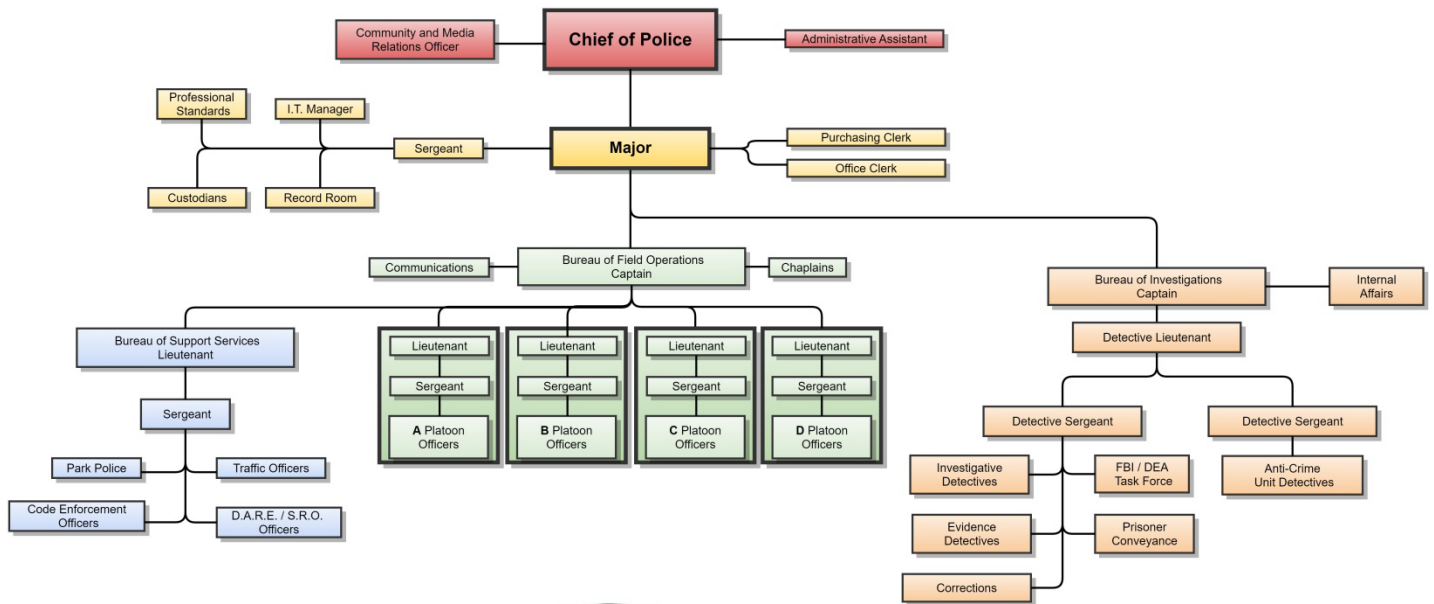 Community and Media
Relations Officer
Chief of Police
Administrative Assistant
Professional
Standards
I.T. Manager
Sergeant
Major
Purchasing Clerk
Office Clerk
Custodians
Record Room
Communications
Bureau of Field Operations
Captain
Chaplains
Bureau of Investigations
Captain
Internal
Affairs
Bureau of Support Services
Lieutenant
Sergeant
Park Police
Traffic Officers
Code Enforcement
Officers
D.A.R.E. / S.R.O.
Officers
Lieutenant
Sergeant
A Platoon
Officers
Lieutenant
Sergeant
B Platoon
Officers
Lieutenant
Sergeant
C Platoon
Officers
Lieutenant
Sergeant
D Platoon
Officers
Detective Lieutenant
Detective Sergeant
Investigative
Detectives
FBI / DEA
Task Force
Evidence
Detectives
Prisoner
Conveyance
Corrections
Detective Sergeant
Anti-Crime
Unit Detectives